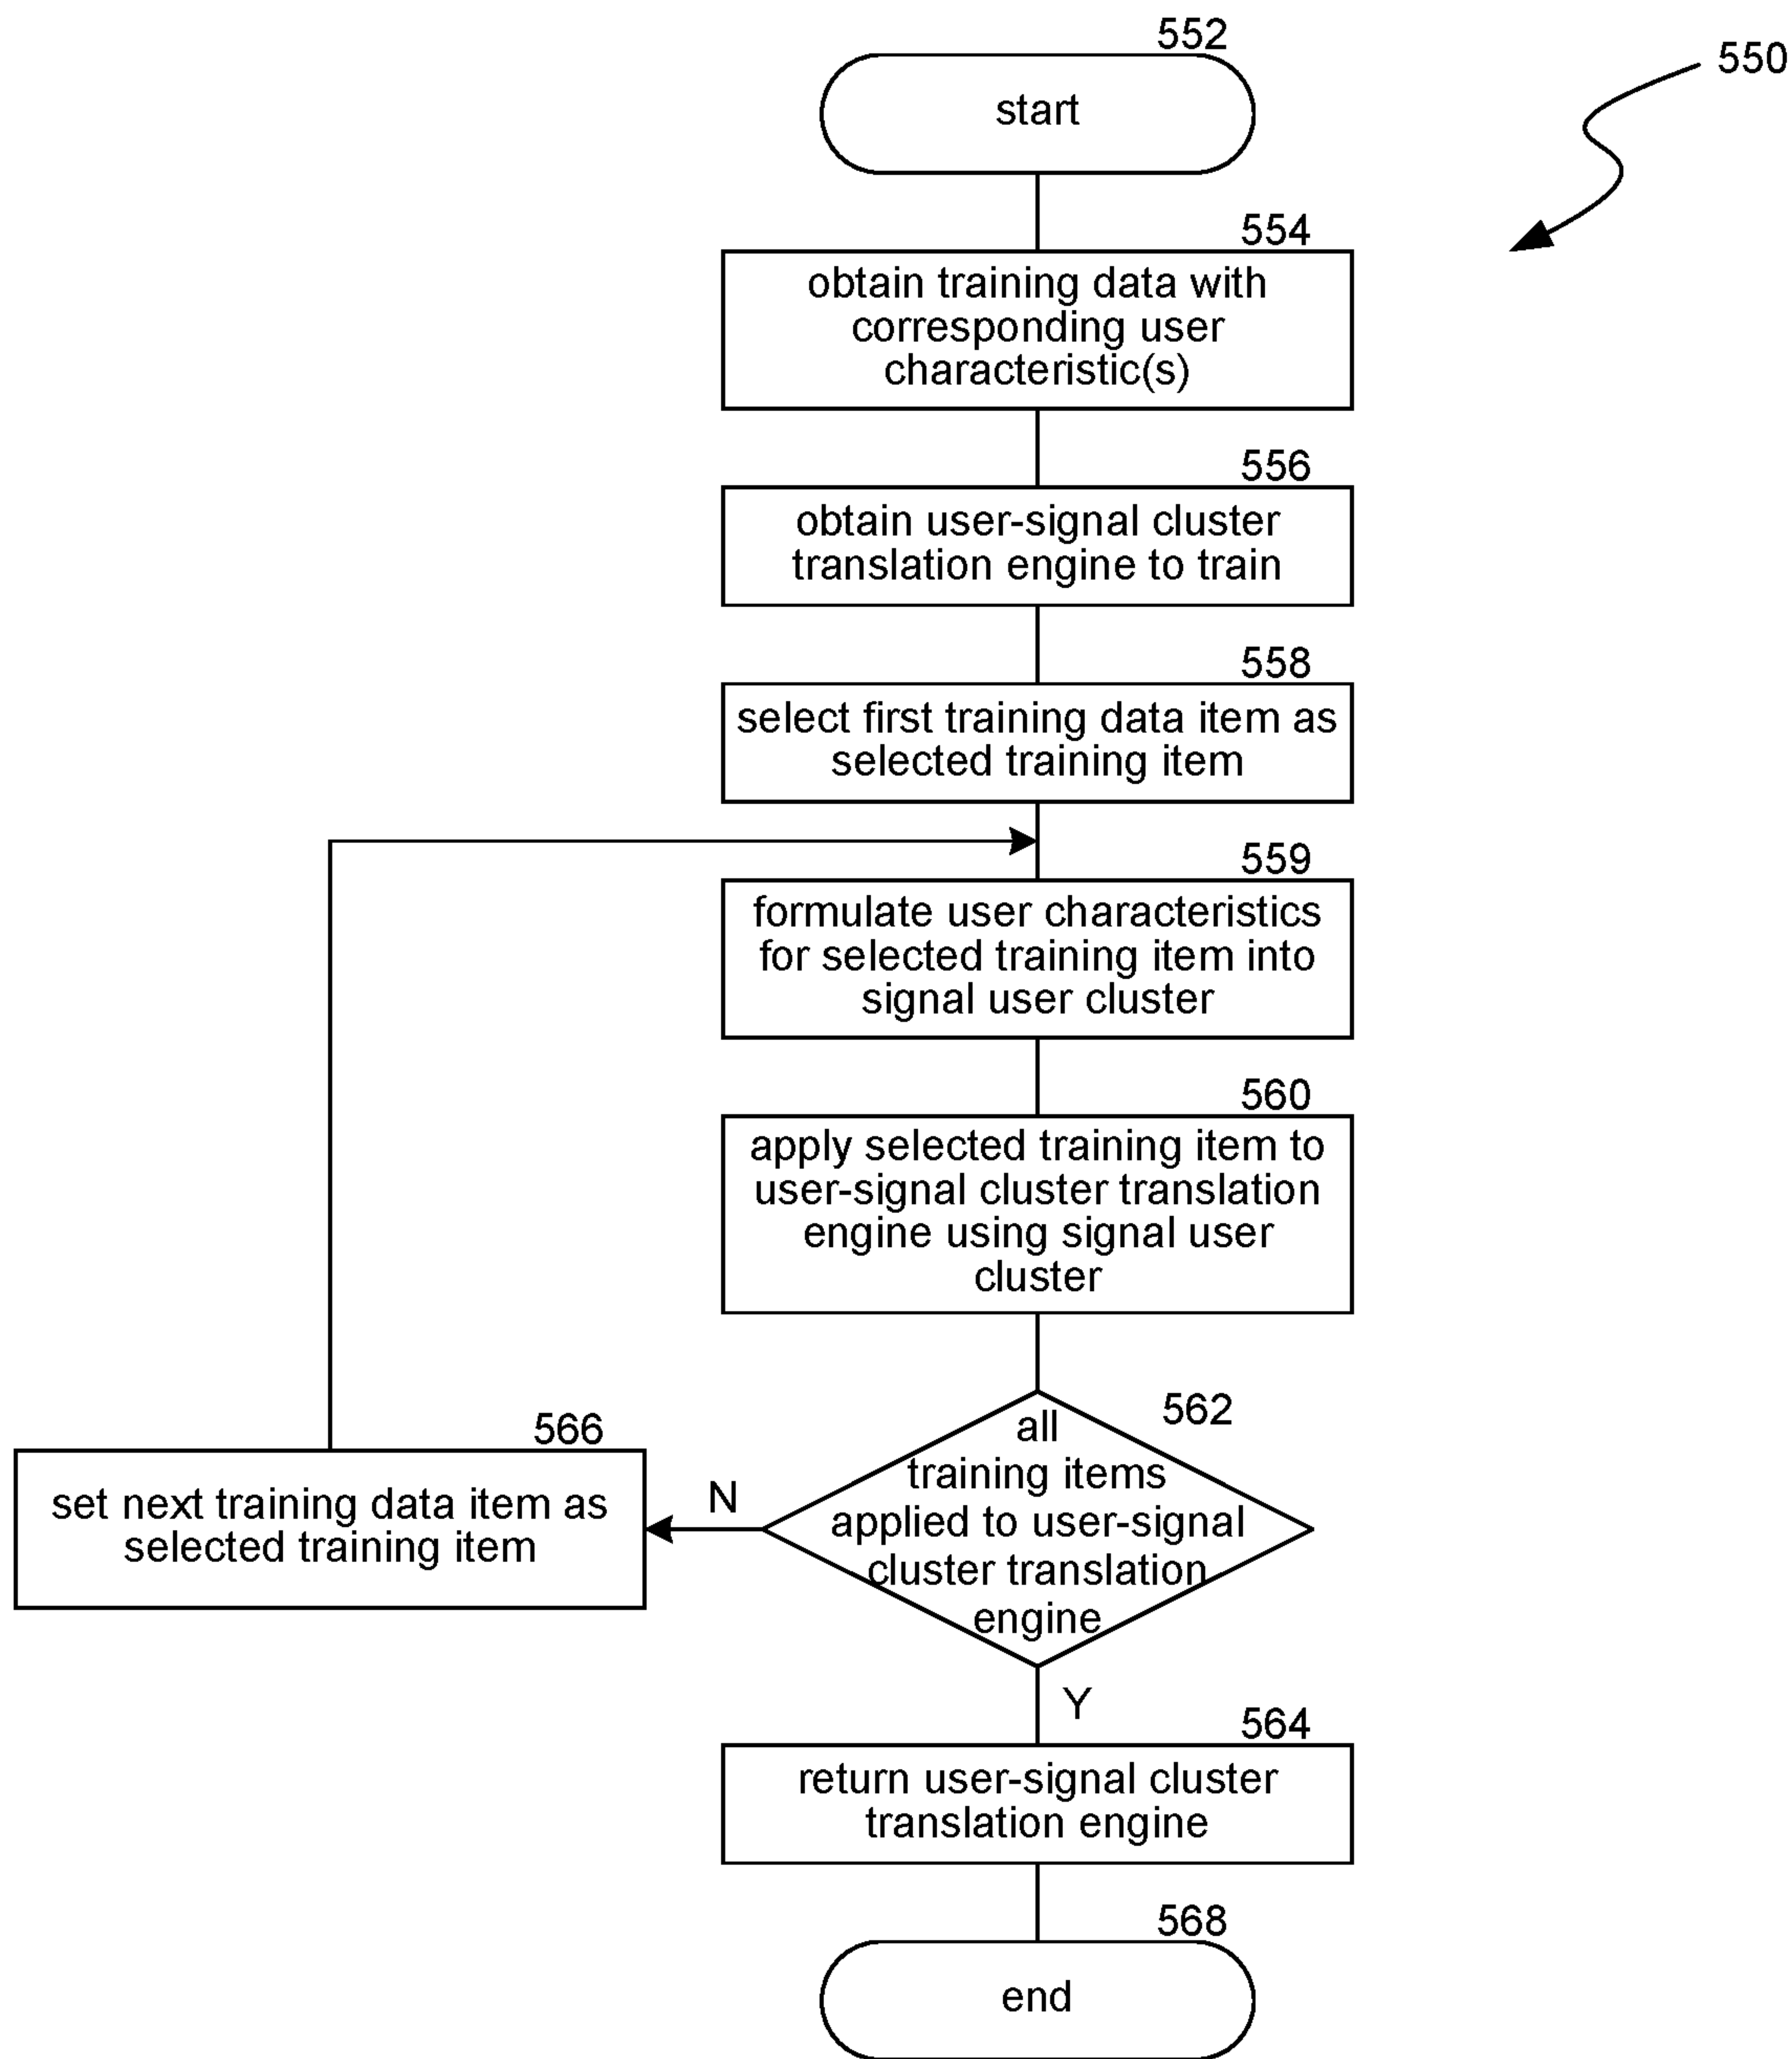 552
550
start
554
obtain training data with
corresponding user
characteristic(s)
556
obtain user-signal cluster
translation engine to train
558
select first training data item as
selected training item
559
formulate user characteristics
for selected training item into
signal user cluster
560
apply selected training item to
user-signal cluster translation
engine using signal user
cluster
562
all
training items
applied to user-signal
cluster translation
engine
N
566
set next training data item as
selected training item
Y
564
return user-signal cluster
translation engine
568
end